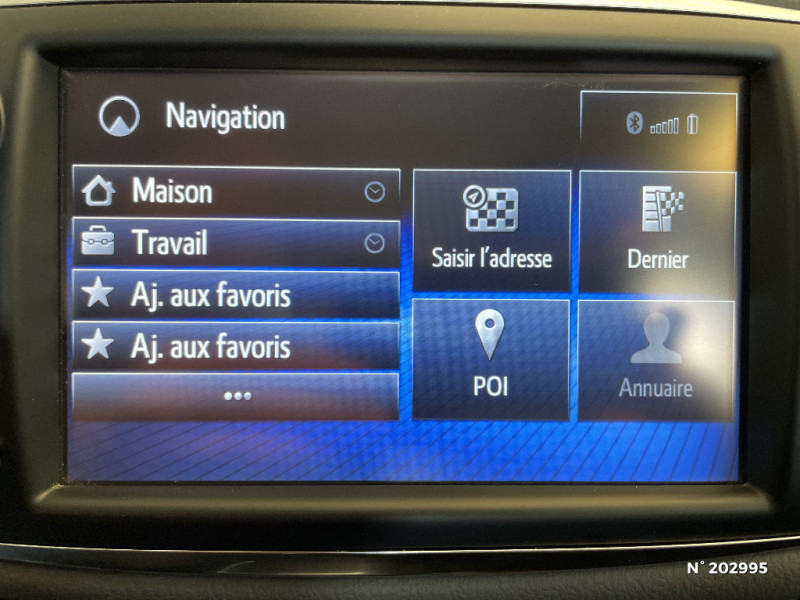 Navigation
Maison
Travail
Aj. aux favoris
Aj. aux favoris
•••
Saisir l'adresse
Dernier
POI
Annuaire
N° 202995